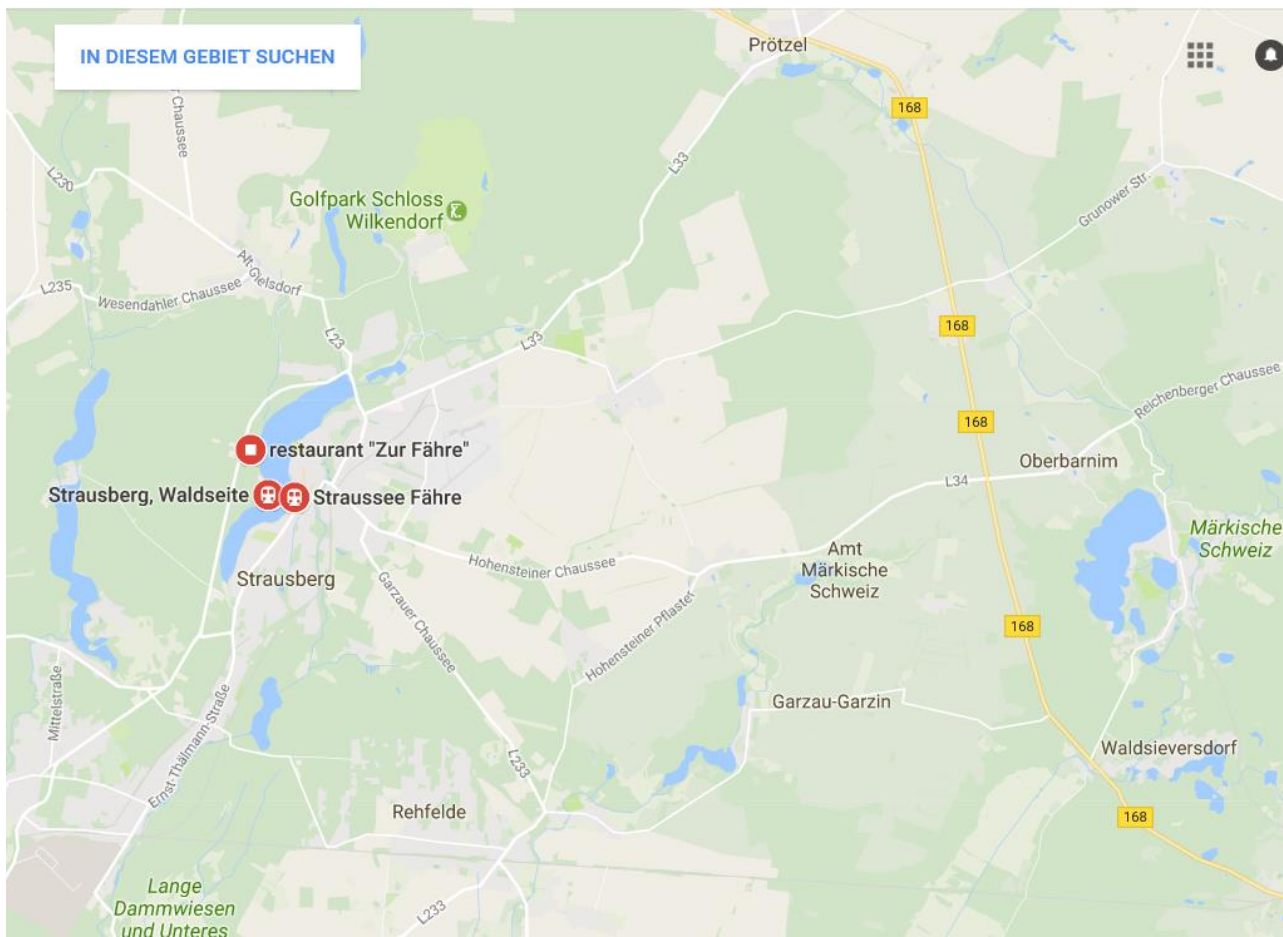 IN DIESEM GEBIET SUCHEN
Prötzel
168
Chaussee
L33
L230
Golfpark Schloss
Wilkendorf
Grunower Str.
Alt-Gielsdorf
L235
Wesendahler Chaussee
L23
L33
168
Reichenberger Chaussee
168
restaurant "Zur Fähre"
Oberbarnim
Strausberg, Waldseite
Straussee Fähre
L34
Märkische
Schweiz
Hohensteiner Chaussee
Amt
Märkische
Schweiz
Strausberg
Garzauer Chaussee
Hohensteiner Pflaster
168
Mittelstraße
Garzau-Garzin
Ernst-Thälmann-Straße
Waldsieversdorf
L233
Rehfelde
168
Lange
Dammwiesen
und Unteres
L233